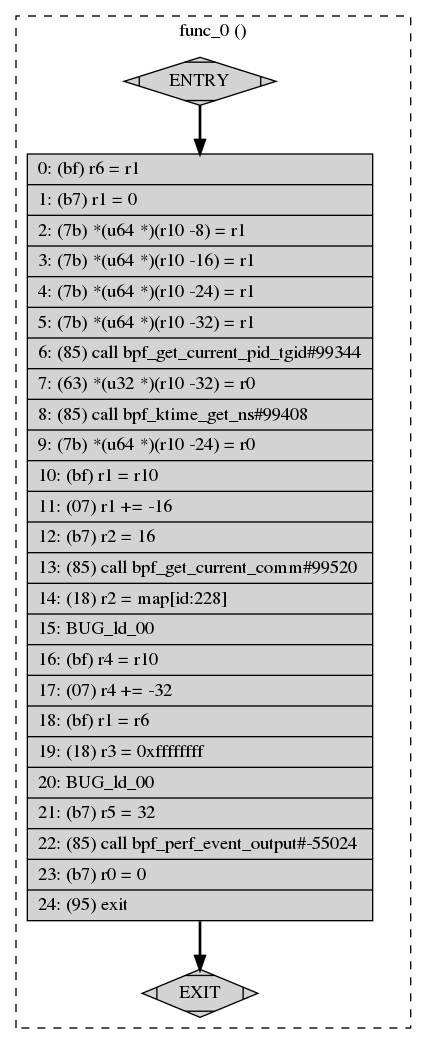 func_0 ()
ENTRY
0: (bf) r6 = r1
1: (b7) r1 = 0
2: (7b) *(u64 *)(r10 -8) = r1
3: (7b) *(u64 *)(r10 -16) = r1
4: (7b) *(u64 *)(r10 -24) = r1
5: (7b) *(u64 *)(r10 -32) = r1
6: (85) call bpf_get_current_pid_tgid#99344
7: (63) *(u32 *)(r10 -32) = r0
8: (85) call bpf_ktime_get_ns#99408
9: (7b) *(u64 *)(r10 -24) = r0
10: (bf) r1 = r10
11: (07) r1 += -16
12: (b7) r2 = 16
13: (85) call bpf_get_current_comm#99520
14: (18) r2 = map[id:228]
15: BUG_ld_00
16: (bf) r4 = r10
17: (07) r4 += -32
18: (bf) r1 = r6
19: (18) r3 = 0xffffffff
20: BUG_ld_00
21: (b7) r5 = 32
22: (85) call bpf_perf_event_output#-55024
23: (b7) r0 = 0
24: (95) exit
EXIT